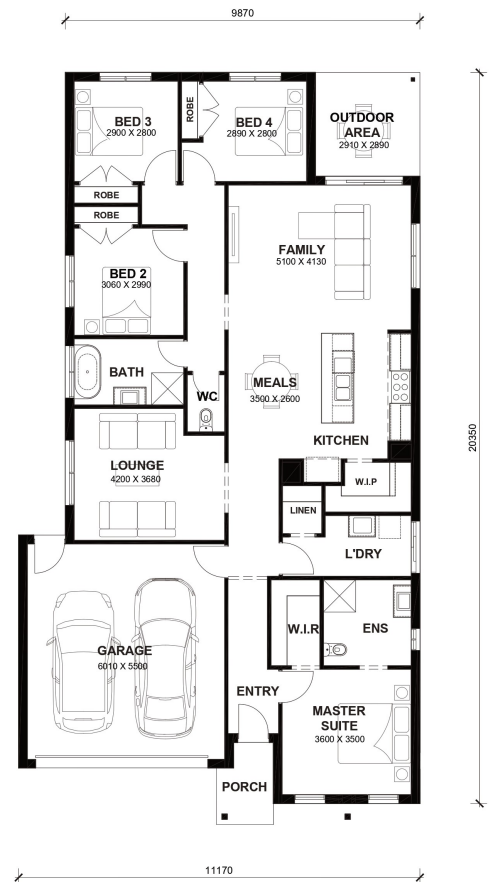 9870
BED 3
2900 X 2800
ROBE
BED 4
2890 X 2800
OUTDOOR
AREA
2910 X 2890
ROBE
ROBE
BED 2
3060 X 2990
FAMILY
5100 X 4130
BATH
WC
MEALS
3500 X 2600
KITCHEN
20350
LOUNGE
4200 X 3680
W.I.P
LINEN
L'DRY
GARAGE
6010 X 5500
W.I.R
ENS
ENTRY
MASTER
SUITE
3600 X 3500
PORCH
11170